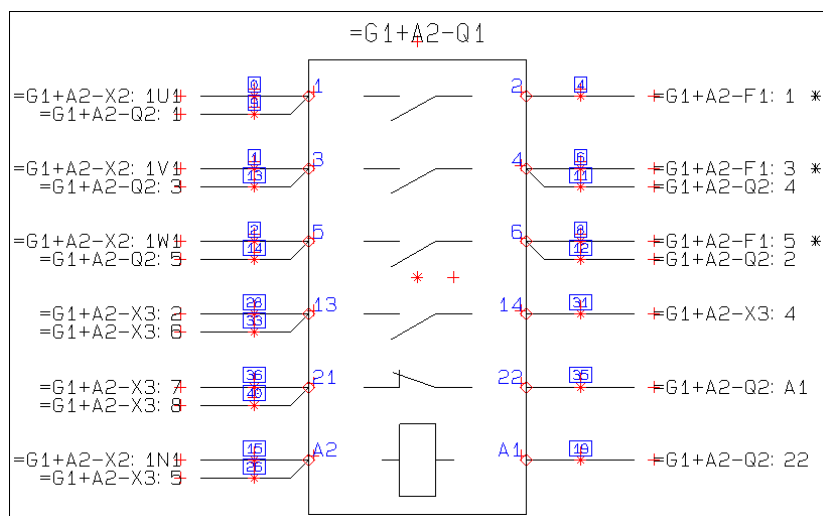 =G1+A2-Q1
=G1+A2-X2: 1U1 0 1 2 4 =G1+A2-F1: 1 *
=G1+A2-Q2: 1
=G1+A2-X2: 1V1 1 3 4 6 =G1+A2-F1: 3 *
=G1+A2-Q2: 3 13 11 =G1+A2-Q2: 4
=G1+A2-X2: 1W1 2 5 6 8 =G1+A2-F1: 5 *
=G1+A2-Q2: 5 14 12 =G1+A2-Q2: 2
=G1+A2-X3: 2 13 14 31 =G1+A2-X3: 4
=G1+A2-X3: 6 33
=G1+A2-X3: 7 36 21 22 35 =G1+A2-Q2: A1
=G1+A2-X3: 8 40
=G1+A2-X2: 1N1 15 A2 A1 19 =G1+A2-Q2: 22
=G1+A2-X3: 5 26